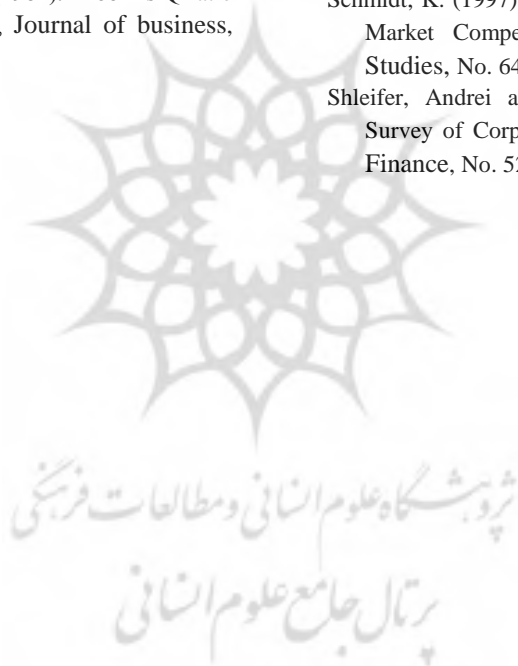 , Journal of business,
Schmidt, K. (1997)
Market Compe
Studies, No. 64
Shleifer, Andrei a
Survey of Corp
Finance, No. 52
پژوهشگاه علوم انسانی و مطالعات فرهنگی
پرتال جامع علوم انسانی